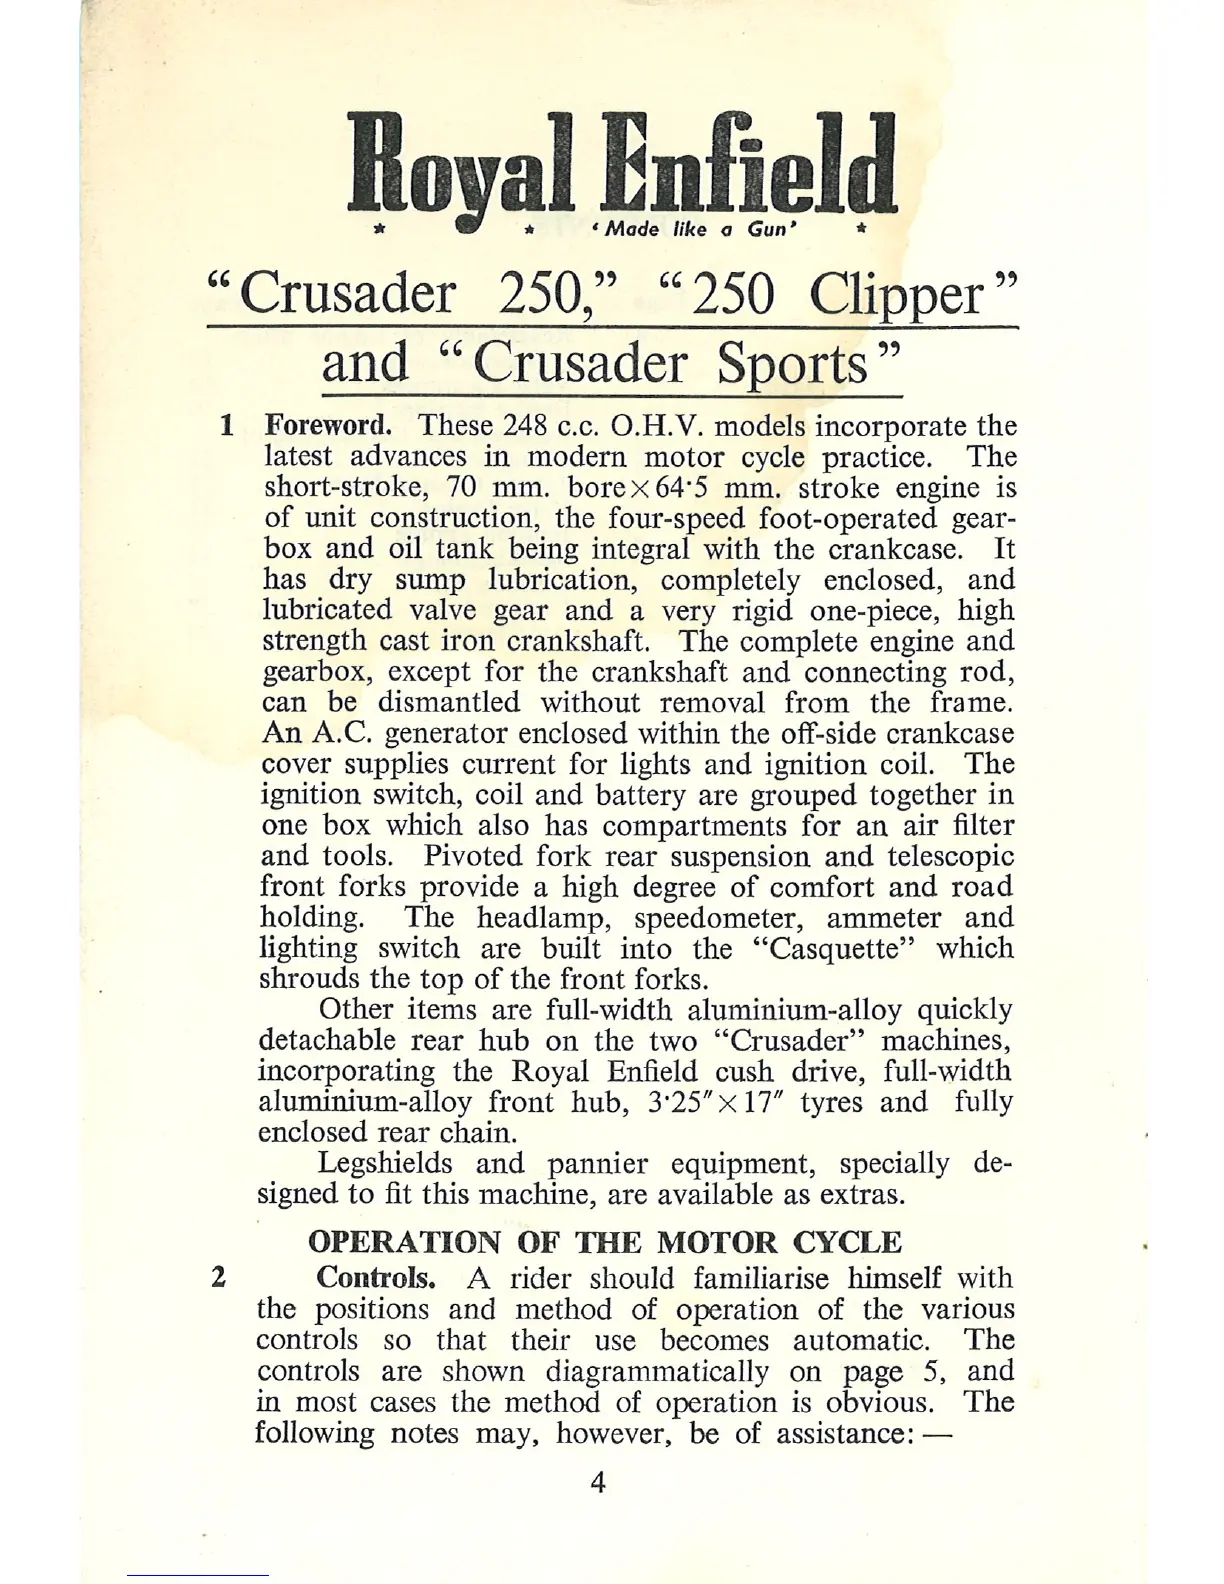 Royal Enfield
* * ‘Made like a Gun’ *
“Crusader 250,” “250 Clipper”
and “Crusader Sports”
1 Foreword. These 248 c.c. O.H.V. models incorporate the
latest advances in modern motor cycle practice. The
short-stroke, 70 mm. bore×64·5 mm. stroke engine is
of unit construction, the four-speed foot-operated gear-
box and oil tank being integral with the crankcase. It
has dry sump lubrication, completely enclosed, and
lubricated valve gear and a very rigid one-piece, high
strength cast iron crankshaft. The complete engine and
gearbox, except for the crankshaft and connecting rod,
can be dismantled without removal from the frame.
An A.C. generator enclosed within the off-side crankcase
cover supplies current for lights and ignition coil. The
ignition switch, coil and battery are grouped together in
one box which also has compartments for an air filter
and tools. Pivoted fork rear suspension and telescopic
front forks provide a high degree of comfort and road
holding. The headlamp, speedometer, ammeter and
lighting switch are built into the “Casquette” which
shrouds the top of the front forks.
Other items are full-width aluminium-alloy quickly
detachable rear hub on the two “Crusader” machines,
incorporating the Royal Enfield cush drive, full-width
aluminium-alloy front hub, 3·25″×17″ tyres and fully
enclosed rear chain.
Legshields and pannier equipment, specially de-
signed to fit this machine, are available as extras.
OPERATION OF THE MOTOR CYCLE
2 Controls. A rider should familiarise himself with
the positions and method of operation of the various
controls so that their use becomes automatic. The
controls are shown diagrammatically on page 5, and
in most cases the method of operation is obvious. The
following notes may, however, be of assistance: —
4